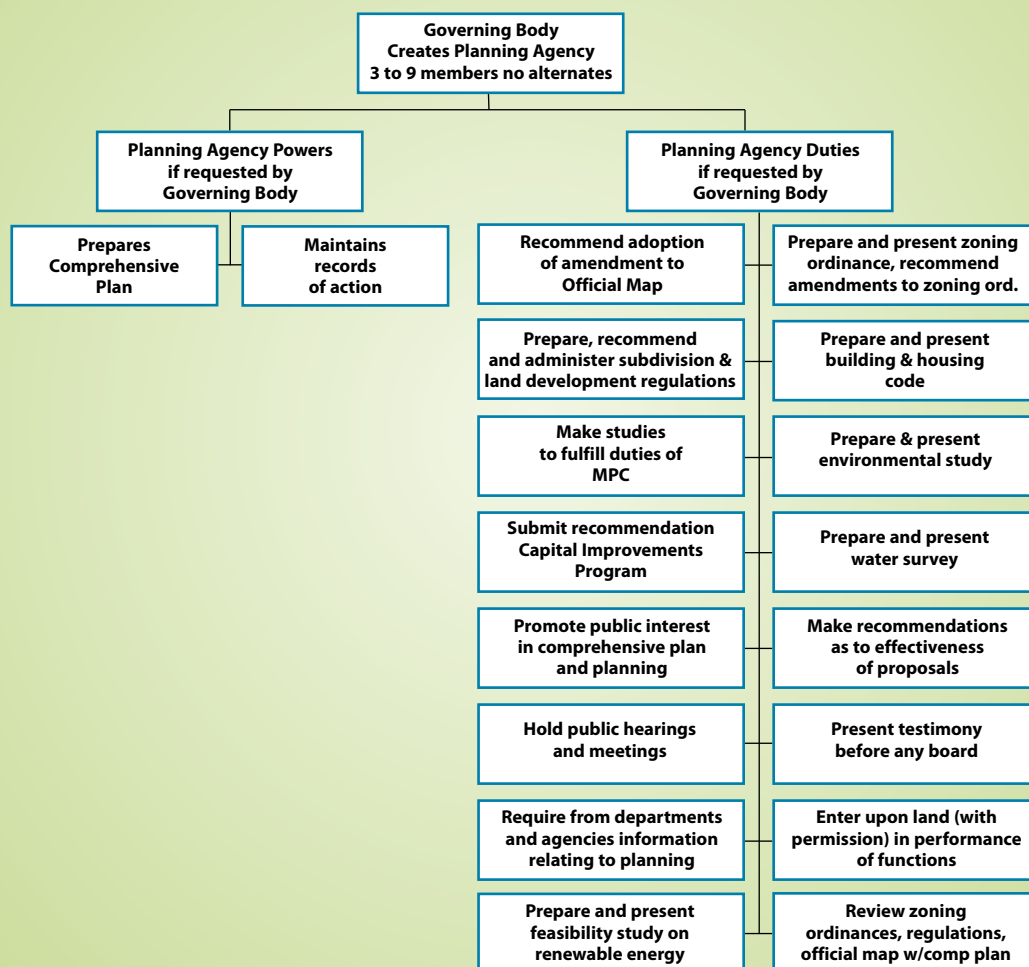 Governing Body
Creates Planning Agency
3 to 9 members no alternates
Planning Agency Powers
if requested by
Governing Body
Prepares
Comprehensive
Plan
Maintains
records
of action
Planning Agency Duties
if requested by
Governing Body
Recommend adoption
of amendment to
Official Map
Prepare and present zoning
ordinance, recommend
amendments to zoning ord.
Prepare, recommend
and administer subdivision &
land development regulations
Prepare and present
building & housing
code
Make studies
to fulfill duties of
MPC
Prepare & present
environmental study
Submit recommendation
Capital Improvements
Program
Prepare and present
water survey
Promote public interest
in comprehensive plan
and planning
Make recommendations
as to effectiveness
of proposals
Hold public hearings
and meetings
Present testimony
before any board
Require from departments
and agencies information
relating to planning
Enter upon land (with
permission) in performance
of functions
Prepare and present
feasibility study on
renewable energy
Review zoning
ordinances, regulations,
official map w/comp plan